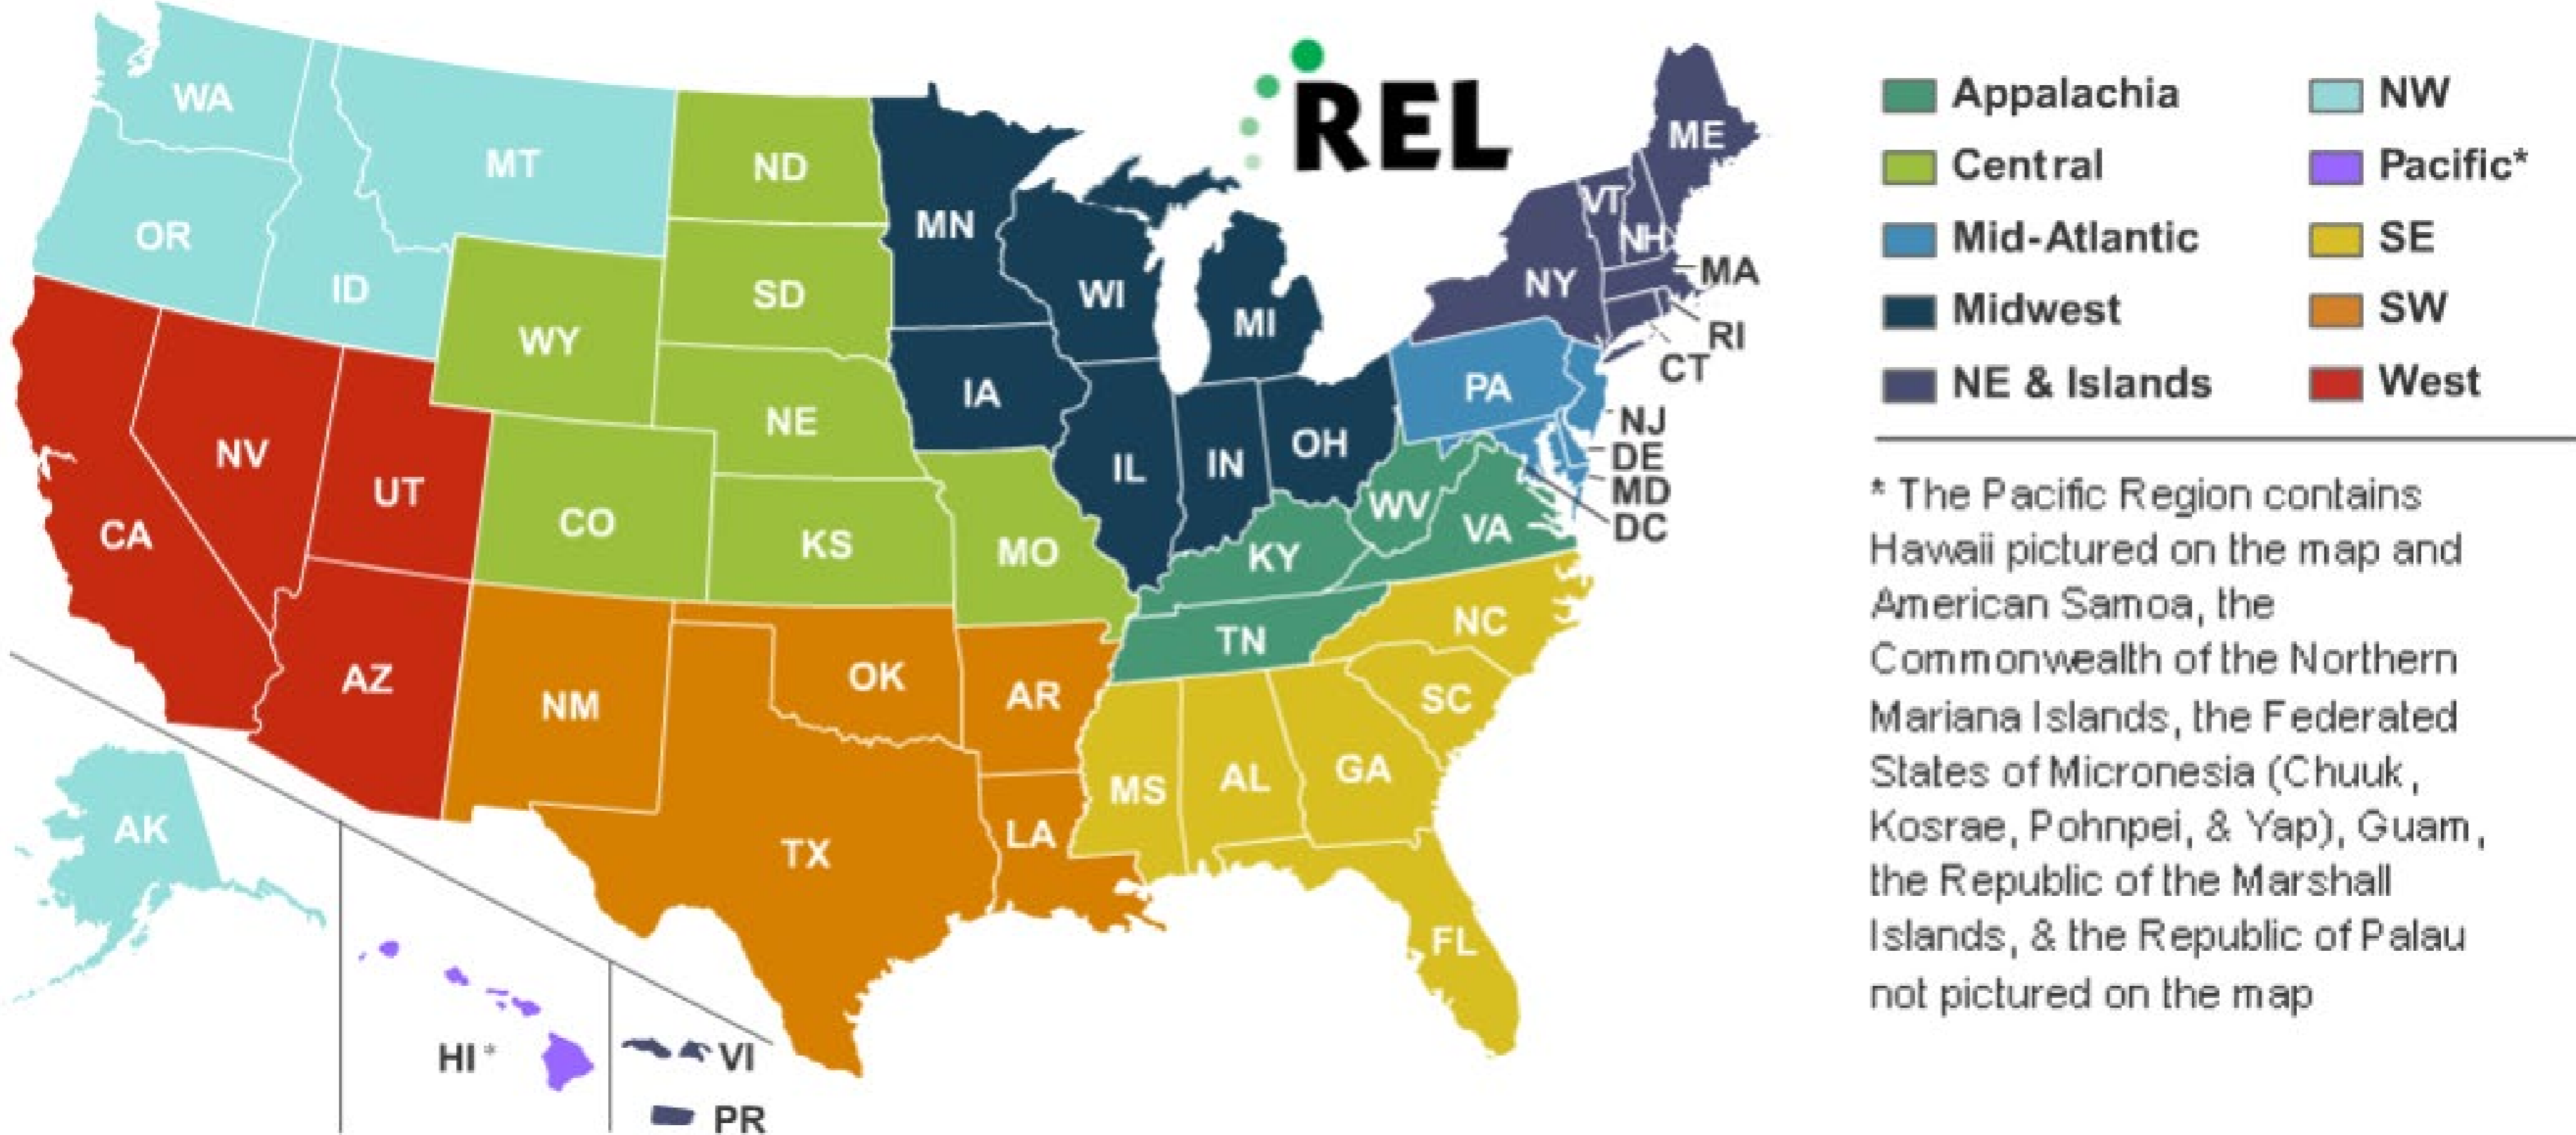 REL
WA
MT
ND
MN
ME
VT
NH
OR
ID
SD
WI
MI
NY
MA
RI
CT
WY
IA
NE
PA
NJ
NV
UT
CO
KS
MO
IL
IN
OH
WV
VA
DE
MD
DC
CA
KY
AZ
NM
OK
AR
TN
NC
SC
TX
LA
MS
AL
GA
FL
AK
HI*
VI
PR
Appalachia
Central
Mid-Atlantic
Midwest
NE & Islands
NW
Pacific*
SE
SW
West
* The Pacific Region contains
Hawaii pictured on the map and
American Samoa, the
Commonwealth of the Northern
Mariana Islands, the Federated
States of Micronesia (Chuuk,
Kosrae, Pohnpei, & Yap), Guam,
the Republic of the Marshall
Islands, & the Republic of Palau
not pictured on the map